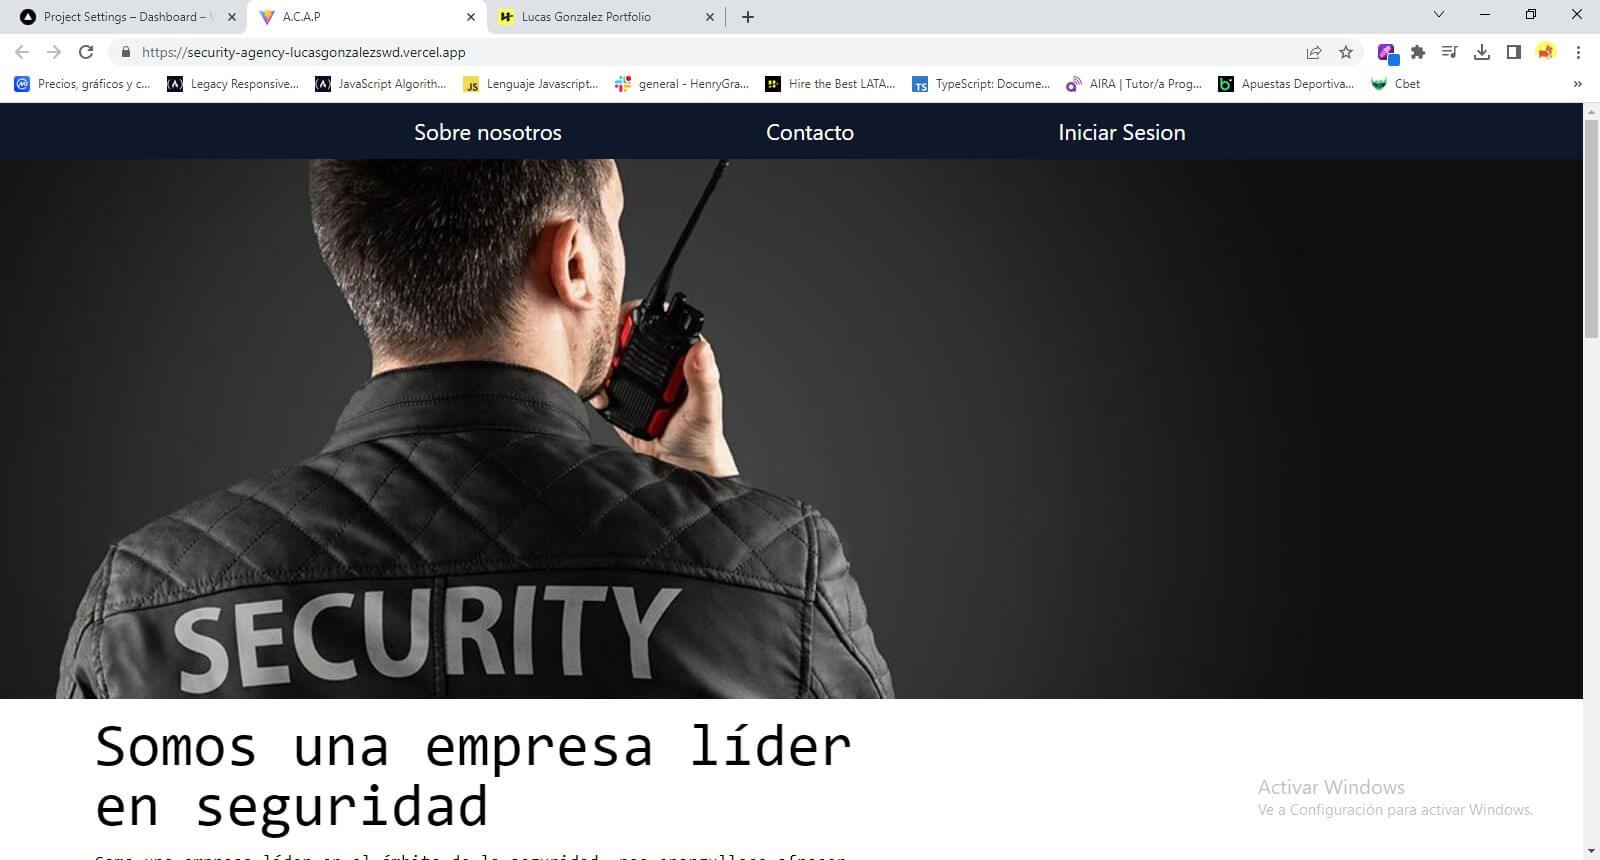 Project Settings – Dashboard –
A.C.A.P
Lucas Gonzalez Portfolio
https://security-agency-lucasgonzalezswd.vercel.app
Precios, gráficos y c...
Legacy Responsive...
JavaScript Algorith...
JS
Lenguaje Javascript...
general - HenryGra...
Hire the Best LATA...
TS
TypeScript: Docume...
AIRA | Tutor/a Prog...
Apuestas Deportiva...
Cbet
Sobre nosotros
Contacto
Iniciar Sesion
SECURITY
Somos una empresa líder
en seguridad
Activar Windows
Ve a Configuración para activar Windows.